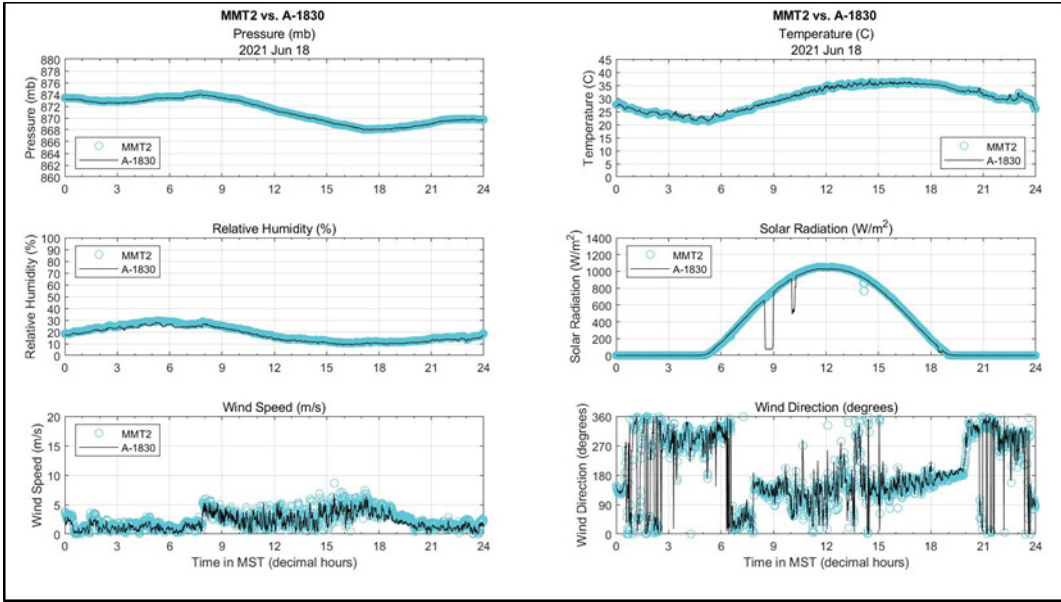 MMT2 vs. A-1830
Pressure (mb)
2021 Jun 18
Pressure (mb)
880
878
876
874
872
870
868
866
864
862
860
MMT2
A-1830
0 3 6 9 12 15 18 21 24
MMT2 vs. A-1830
Temperature (C)
2021 Jun 18
Temperature (C)
45
40
35
30
25
20
15
10
5
0
MMT2
A-1830
0 3 6 9 12 15 18 21 24
Relative Humidity (%)
Relative Humidity (%)
100
90
80
70
60
50
40
30
20
10
0
MMT2
A-1830
0 3 6 9 12 15 18 21 24
Solar Radiation (W/m²)
Solar Radiation (W/m²)
1400
1200
1000
800
600
400
200
0
MMT2
A-1830
0 3 6 9 12 15 18 21 24
Wind Speed (m/s)
Wind Speed (m/s)
20
15
10
5
0
MMT2
A-1830
0 3 6 9 12 15 18 21 24
Time in MST (decimal hours)
Wind Direction (degrees)
Wind Direction (degrees)
360
270
180
90
0
MMT2
A-1830
0 3 6 9 12 15 18 21 24
Time in MST (decimal hours)